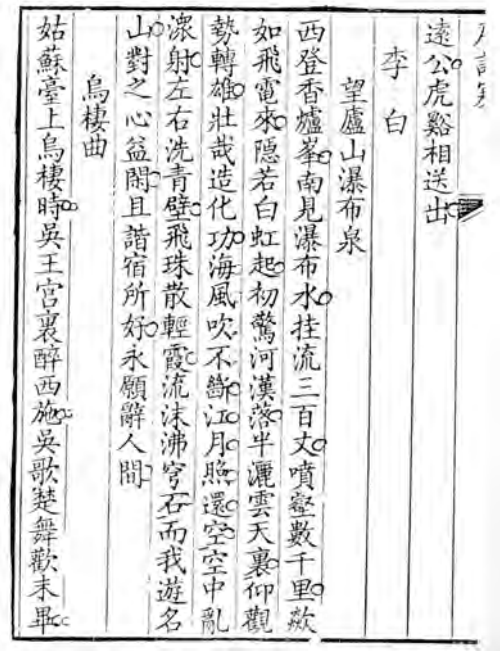 遠公虎谿相送出
李白
望廬山瀑布泉
西登香爐峯南見瀑布水挂流三百丈噴壑數千里歘
如飛電來隱若白虹起初驚河漢落半灑雲天裏仰觀
勢轉雄壯哉造化功海風吹不斷江月照還空空中亂
潈射左右洗青壁飛珠散輕霞流沫沸穹石而我遊名
山對之心益閑且諧宿所好永願辭人間
烏棲曲
姑蘇臺上烏棲時吳王宮裏醉西施吳歌楚舞歡未畢